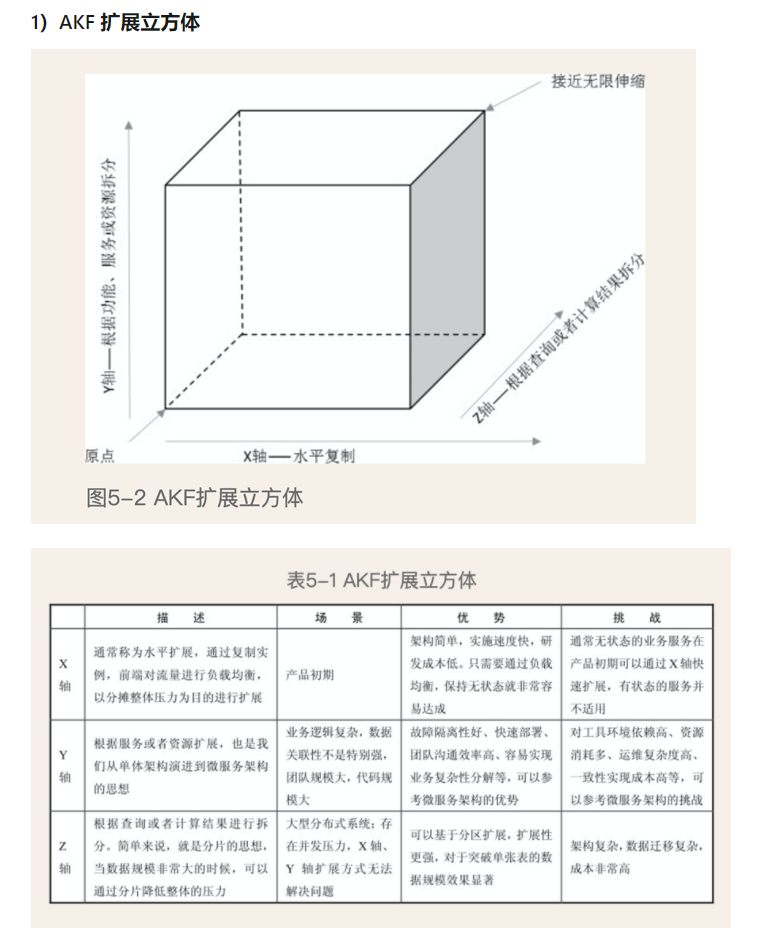 1）AKF 扩展立方体
接近无限伸缩
Y轴——根据功能、服务或资源拆分
Z轴——根据查询或者计算结果拆分
原点
X轴——水平复制
图5-2 AKF扩展立方体
表5-1 AKF扩展立方体
描 述 场 景 优 势 挑 战
X
轴
通常称为水平扩展，通过复制实
例，前端对流量进行负载均衡，
以分摊整体压力为目的进行扩展
产品初期
架构简单，实施速度快，研
发成本低。只需要通过负载
均衡，保持无状态就非常容
易达成
通常无状态的业务服务在
产品初期可以通过 X 轴快
速扩展，有状态的服务并
不适用
Y
轴
根据服务或者资源扩展，也是我
们从单体架构演进到微服务架构
的思想
业务逻辑复杂，数据
关联性不是特别强，
团队规模大，代码规
模大
故障隔离性好、快速部署、
团队沟通效率高、容易实现
业务复杂性分解等，可以参
考微服务架构的优势
对工具环境依赖高、资源
消耗多、运维复杂度高、
一致性实现成本高等，可
以参考微服务架构的挑战
Z
轴
根据查询或者计算结果进行拆
分。简单来说，就是分片的思想，
当数据规模非常大的时候，可以
通过分片降低整体的压力
大型分布式系统；存
在并发压力，X 轴、
Y 轴扩展方式无法
解决问题
可以基于分区扩展，扩展性
更强，对于突破单张表的数
据规模效果显著
架构复杂，数据迁移复杂，
成本非常高